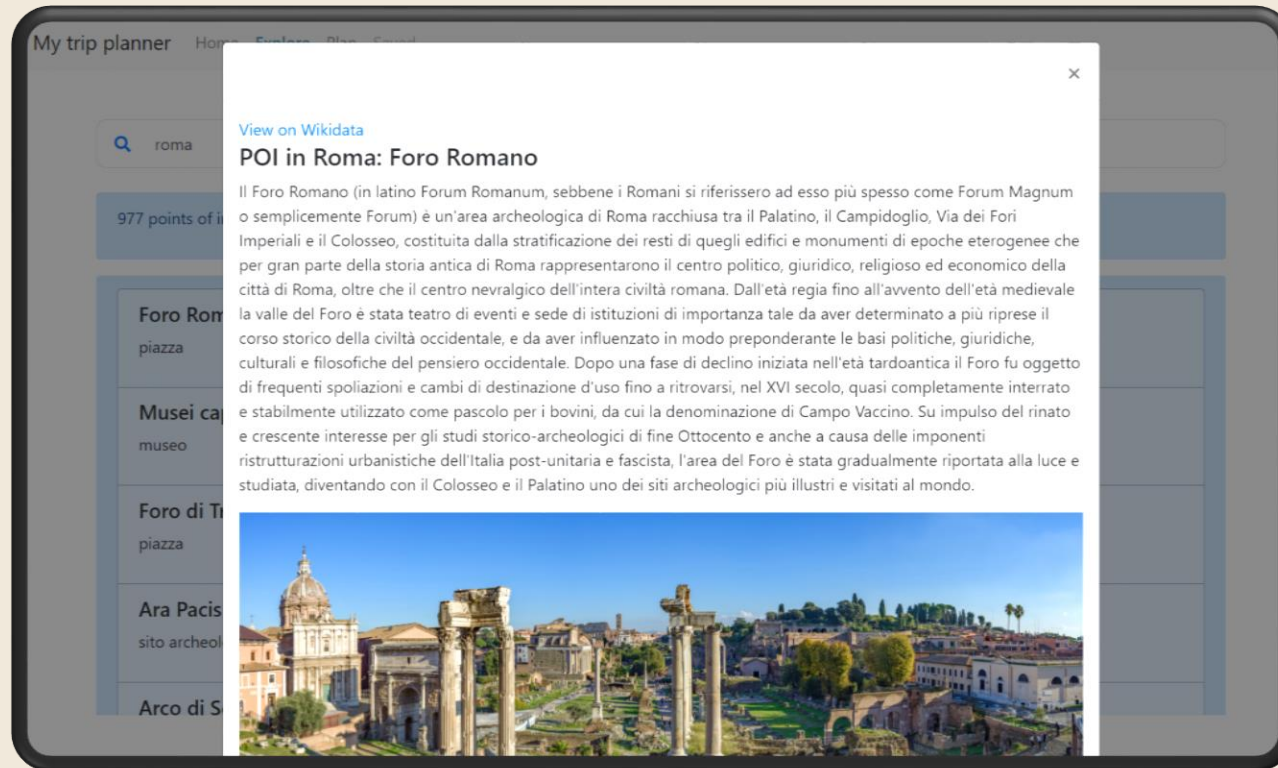 My trip planner Home Explore Plan Saved
×
roma
977 points of
View on Wikidata
POI in Roma: Foro Romano
Il Foro Romano (in latino Forum Romanum, sebbene i Romani si riferissero ad esso più spesso come Forum Magnum
o semplicemente Forum) è un'area archeologica di Roma racchiusa tra il Palatino, il Campidoglio, Via dei Fori
Imperiali e il Colosseo, costituita dalla stratificazione dei resti di quegli edifici e monumenti di epoche eterogenee che
per gran parte della storia antica di Roma rappresentarono il centro politico, giuridico, religioso ed economico della
città di Roma, oltre che il centro nevralgico dell'intera civiltà romana. Dall'età regia fino all'avvento dell'età medievale
la valle del Foro è stata teatro di eventi e sede di istituzioni di importanza tale da aver determinato a più riprese il
corso storico della civiltà occidentale, e da aver influenzato in modo preponderante le basi politiche, giuridiche,
culturali e filosofiche del pensiero occidentale. Dopo una fase di declino iniziata nell'età tardoantica il Foro fu oggetto
di frequenti spoliazioni e cambi di destinazione d'uso fino a ritrovarsi, nel XVI secolo, quasi completamente interrato
e stabilmente utilizzato come pascolo per i bovini, da cui la denominazione di Campo Vaccino. Su impulso del rinato
e crescente interesse per gli studi storico-archeologici di fine Ottocento e anche a causa delle imponenti
ristrutturazioni urbanistiche dell'Italia post-unitaria e fascista, l'area del Foro è stata gradualmente riportata alla luce e
studiata, diventando con il Colosseo e il Palatino uno dei siti archeologici più illustri e visitati al mondo.
Foro Rom
piazza
Musei cap
museo
Foro di Tr
piazza
Ara Pacis
sito archeol
Arco di S